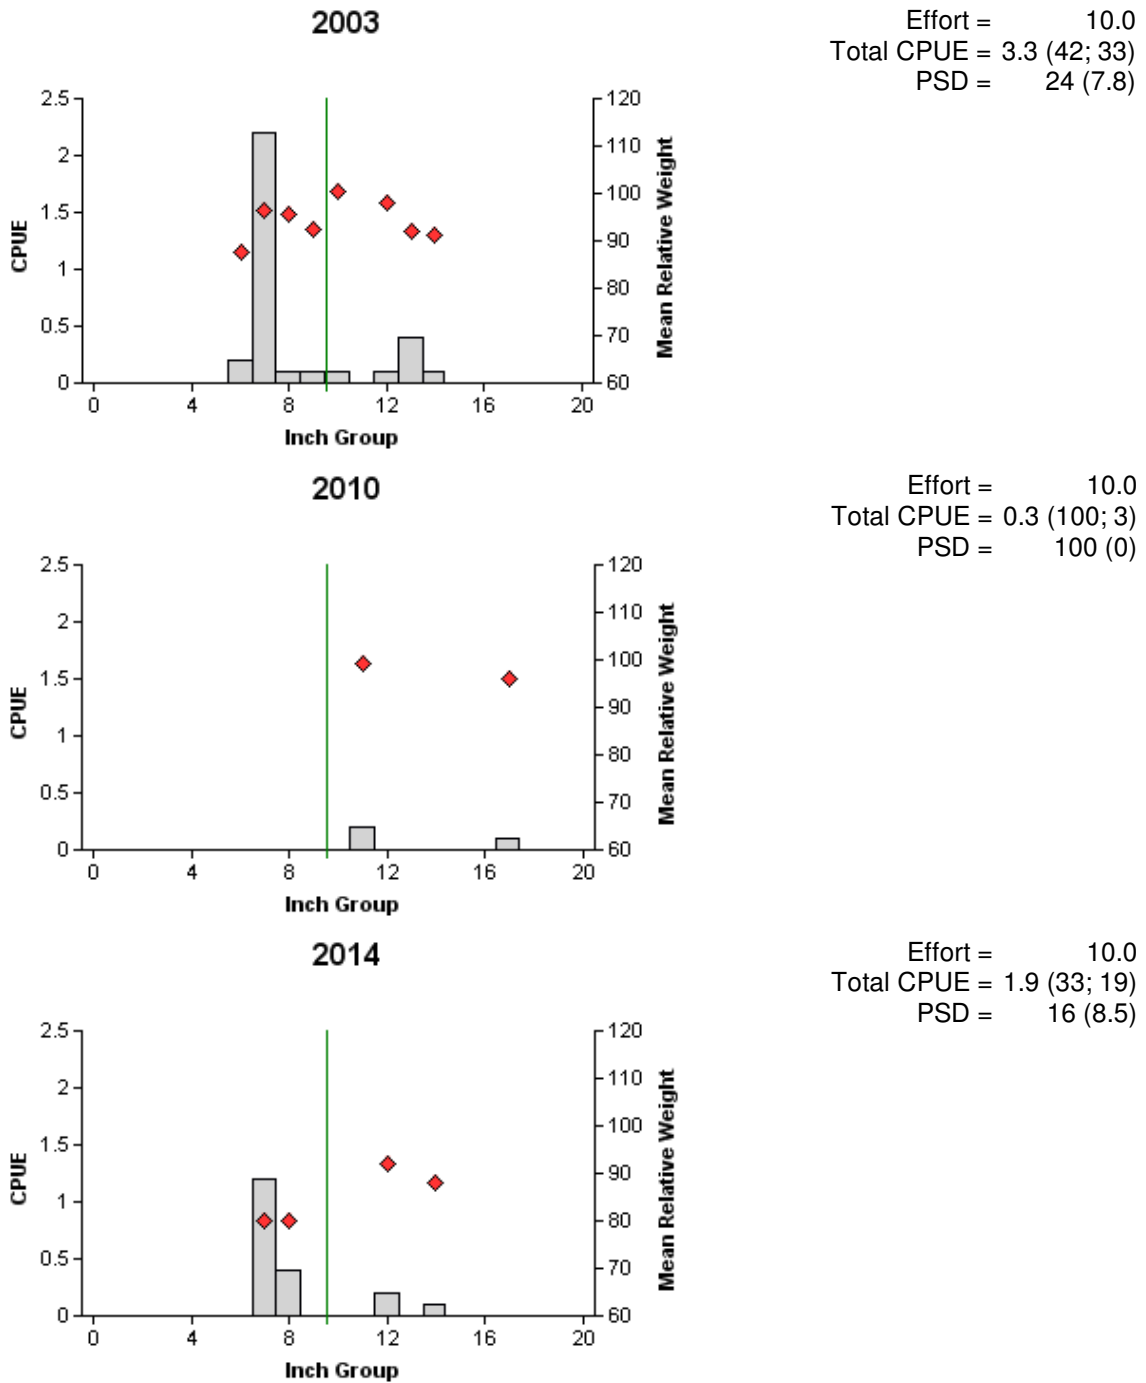 2003
Effort = 10.0
Total CPUE = 3.3 (42; 33)
PSD = 24 (7.8)
2.5
2
1.5
1
0.5
0
CPUE
120
110
100
90
80
70
60
Mean Relative Weight
0 4 8 12 16 20
Inch Group
2010
Effort = 10.0
Total CPUE = 0.3 (100; 3)
PSD = 100 (0)
2.5
2
1.5
1
0.5
0
CPUE
120
110
100
90
80
70
60
Mean Relative Weight
0 4 8 12 16 20
Inch Group
2014
Effort = 10.0
Total CPUE = 1.9 (33; 19)
PSD = 16 (8.5)
2.5
2
1.5
1
0.5
0
CPUE
120
110
100
90
80
70
60
Mean Relative Weight
0 4 8 12 16 20
Inch Group